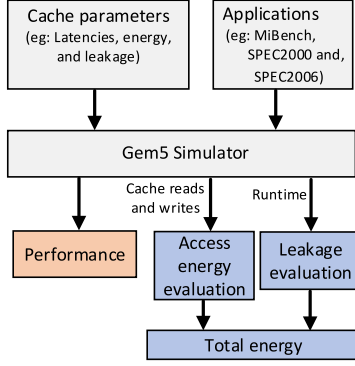 Cache parameters
(eg: Latencies, energy,
and leakage)
Applications
(eg: MiBench,
SPEC2000 and,
SPEC2006)
Gem5 Simulator
Cache reads
and writes
Runtime
Performance
Access
energy
evaluation
Leakage
evaluation
Total energy